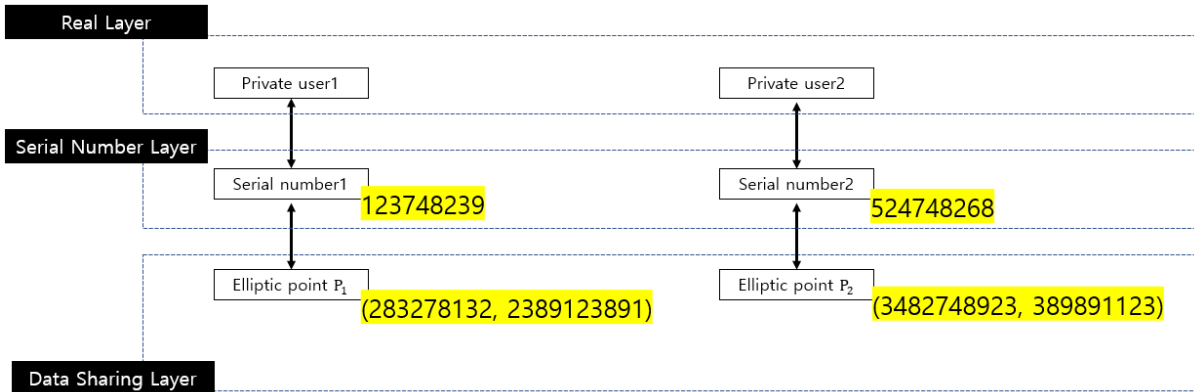 Real Layer
Private user1
Private user2
Serial Number Layer
Serial number1
Serial number2
123748239
524748268
Elliptic point P₁
Elliptic point P₂
(283278132, 2389123891)
(3482748923, 389891123)
Data Sharing Layer